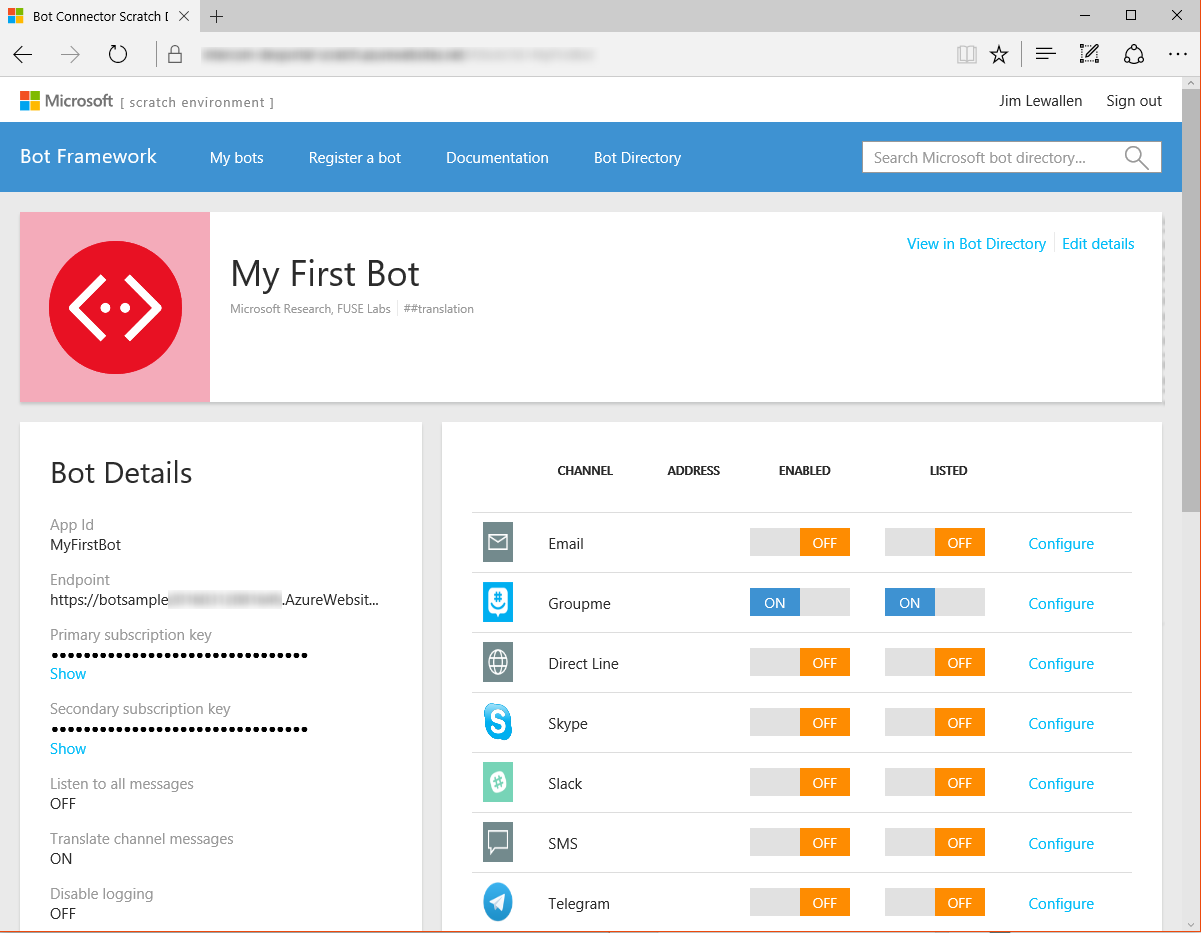 Bot Connector Scratch D
Microsoft [ scratch environment ]
Jim Lewallen Sign out
Bot Framework My bots Register a bot Documentation Bot Directory Search Microsoft bot directory...
View in Bot Directory Edit details
My First Bot
Microsoft Research, FUSE Labs ##translation
Bot Details
App Id
MyFirstBot
Endpoint
https://botsample .AzureWebsit...
Primary subscription key
••••••••••••••••••••••••••••••••
Show
Secondary subscription key
••••••••••••••••••••••••••••••••
Show
Listen to all messages
OFF
Translate channel messages
ON
Disable logging
OFF
CHANNEL ADDRESS ENABLED LISTED
Email OFF OFF Configure
Groupme ON ON Configure
Direct Line OFF OFF Configure
Skype OFF OFF Configure
Slack OFF OFF Configure
SMS OFF OFF Configure
Telegram OFF OFF Configure